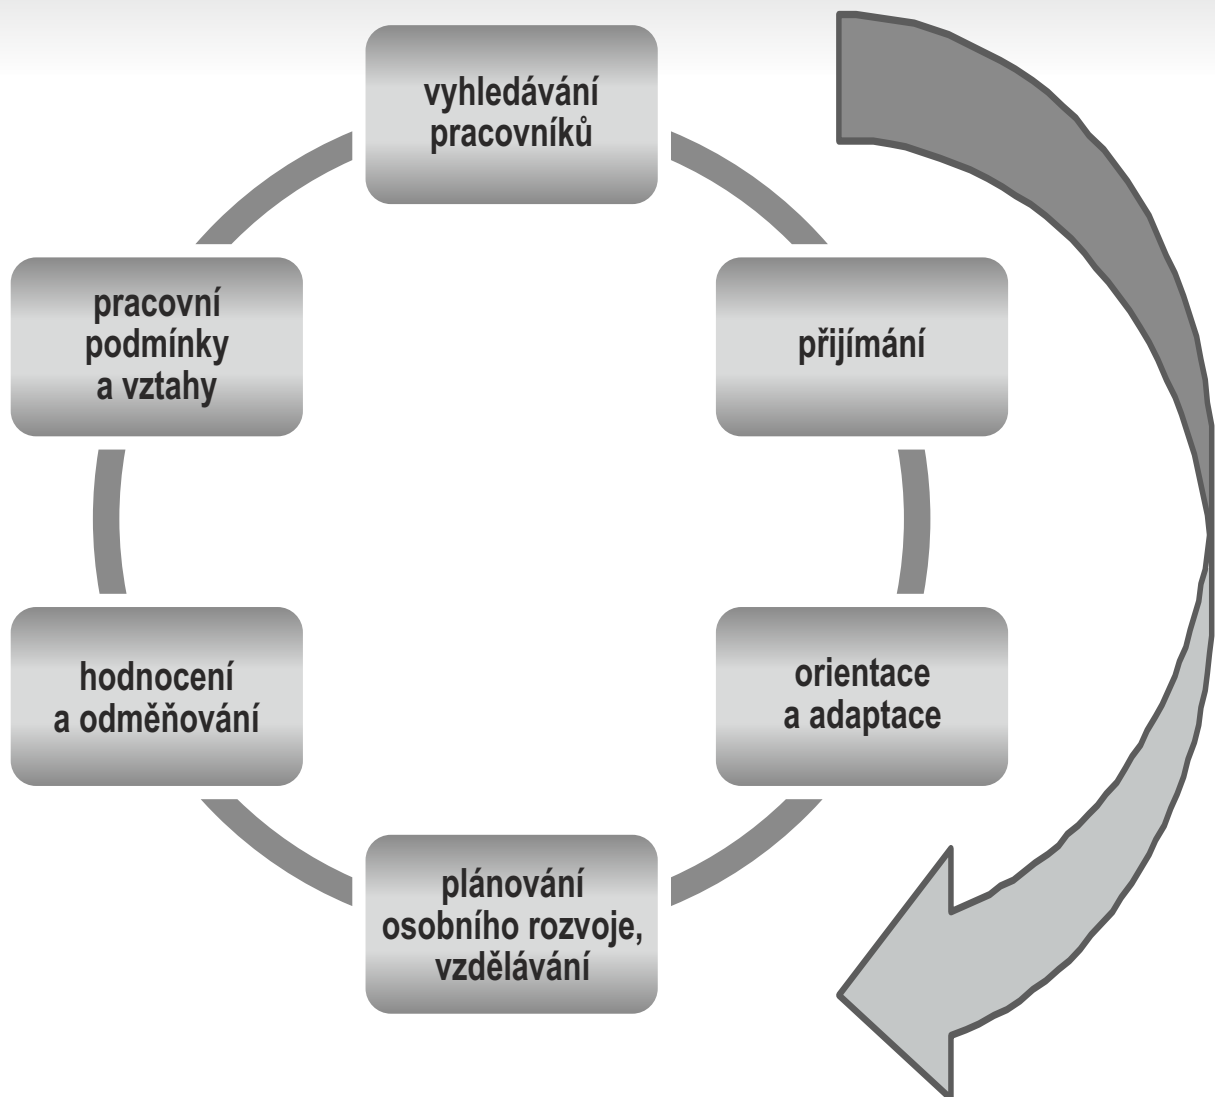 vyhledávání
pracovníků
pracovní
podmínky
a vztahy
přijímání
hodnocení
a odměňování
orientace
a adaptace
plánování
osobního rozvoje,
vzdělávání